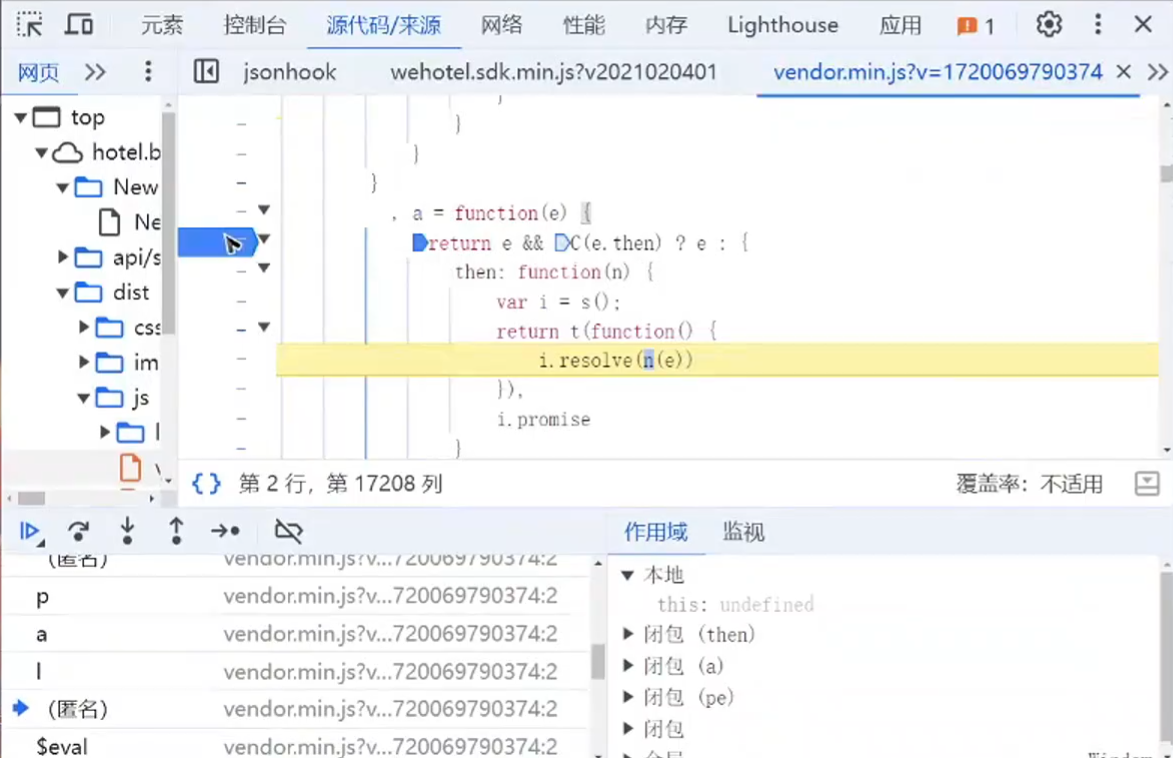 元素 控制台 源代码/来源 网络 性能 内存 Lighthouse 应用 1
网页 jsonhook wehotel.sdk.min.js?v2021020401 vendor.min.js?v=1720069790374
top
hotel.b
New
Ne
api/s
dist
css
im
js
l
}
}
}
}
, a = function(e) {
return e && C(e.then) ? e : {
then: function(n) {
var i = s();
return t(function() {
i.resolve(n(e))
}),
i.promise
}
{} 第 2 行，第 17208 列 覆盖率：不适用
(匿名) vendor.min.js?v...720069790374:2
p vendor.min.js?v...720069790374:2
a vendor.min.js?v...720069790374:2
l vendor.min.js?v...720069790374:2
(匿名) vendor.min.js?v...720069790374:2
$eval vendor.min.js?v...720069790374:2
作用域 监视
本地
this: undefined
闭包 (then)
闭包 (a)
闭包 (pe)
闭包
全局 Window